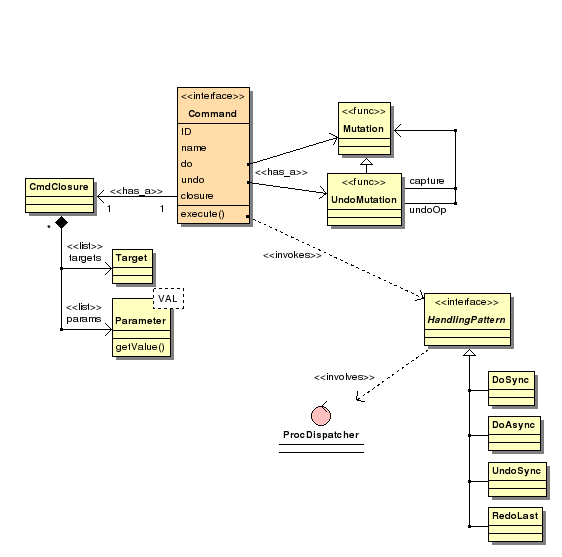 <<interface>>
Command
ID
name
do
undo
closure
execute()
<<func>>
Mutation
<<has_a>>
<<func>>
UndoMutation
capture
undoOp
CmdClosure
<<has_a>>
1
1
*
<<list>>
targets
Target
<<list>>
params
VAL
Parameter
getValue()
<<invokes>>
<<interface>>
HandlingPattern
<<involves>>
ProcDispatcher
DoSync
DoAsync
UndoSync
RedoLast